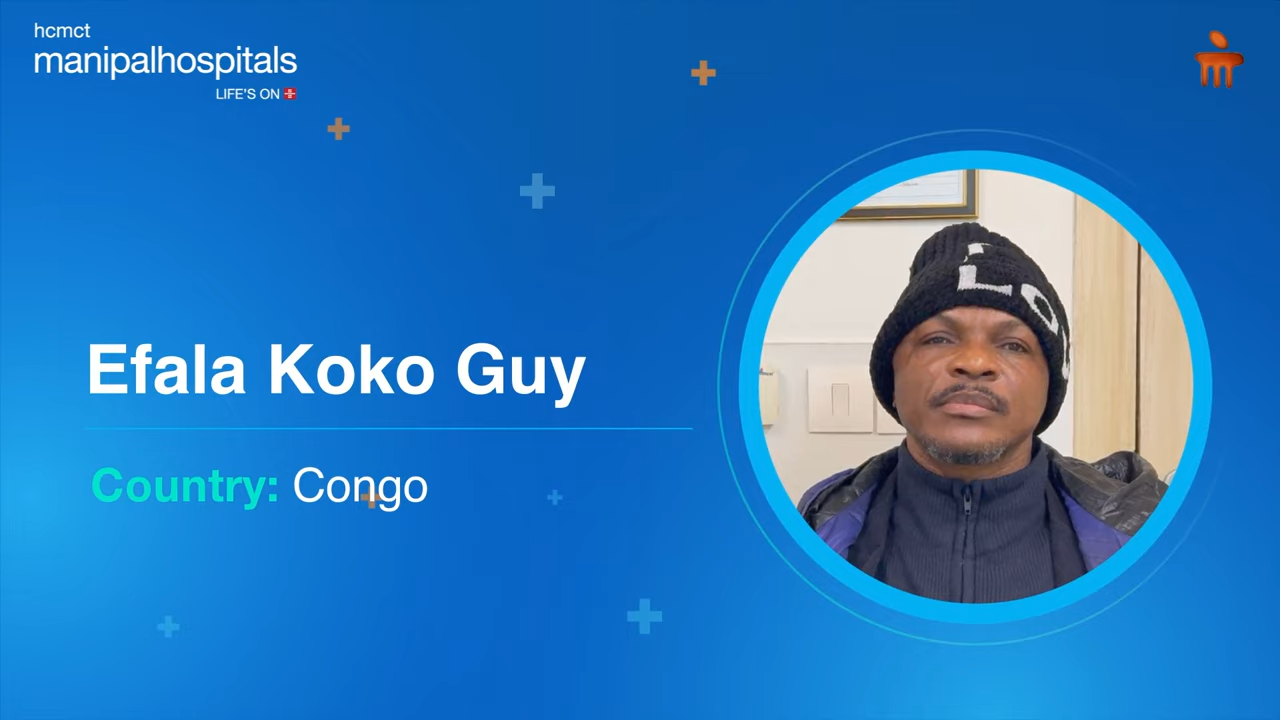 hcmct
manipalhospitals
LIFE'S ON
Efala Koko Guy
Country: Congo